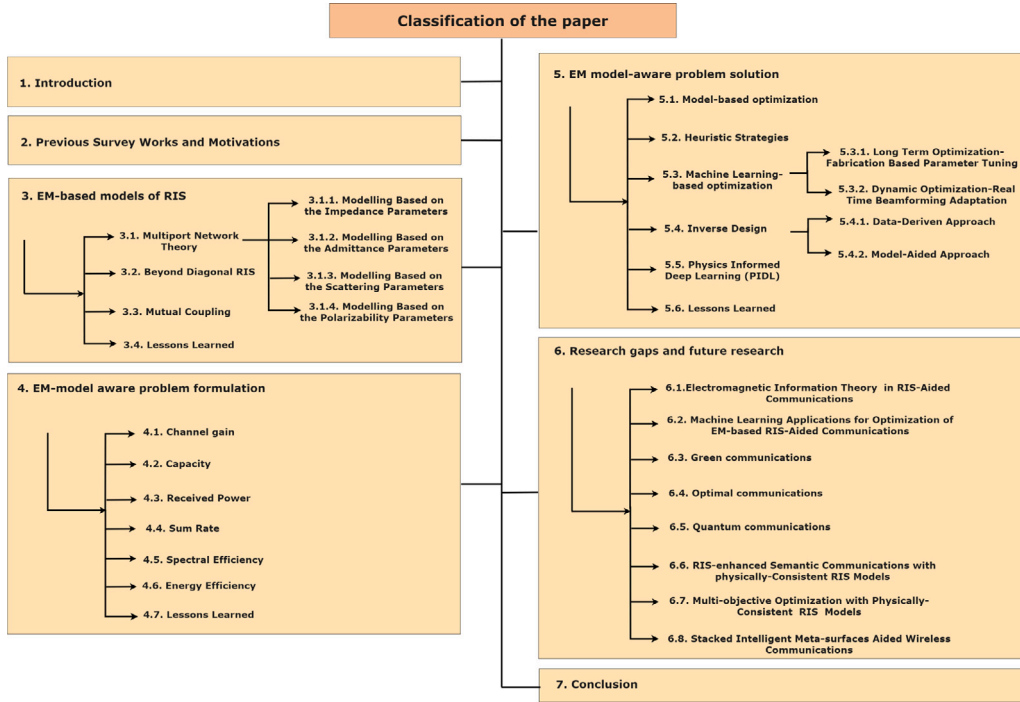 Classification of the paper
1. Introduction
2. Previous Survey Works and Motivations
3. EM-based models of RIS
3.1. Multiport Network
Theory
3.1.1. Modelling Based on
the Impedance Parameters
3.1.2. Modelling Based on
the Admittance Parameters
3.1.3. Modelling Based on
the Scattering Parameters
3.1.4. Modelling Based on
the Polarizability Parameters
3.2. Beyond Diagonal RIS
3.3. Mutual Coupling
3.4. Lessons Learned
4. EM-model aware problem formulation
4.1. Channel gain
4.2. Capacity
4.3. Received Power
4.4. Sum Rate
4.5. Spectral Efficiency
4.6. Energy Efficiency
4.7. Lessons Learned
5. EM model-aware problem solution
5.1. Model-based optimization
5.2. Heuristic Strategies
5.3. Machine Learning-
based optimization
5.3.1. Long Term Optimization-
Fabrication Based Parameter Tuning
5.3.2. Dynamic Optimization-Real
Time Beamforming Adaptation
5.4. Inverse Design
5.4.1. Data-Derived Approach
5.4.2. Model-Aided Approach
5.5. Physics Informed
Deep Learning (PIDL)
5.6. Lessons Learned
6. Research gaps and future research
6.1.Electromagnetic Information Theory in RIS-Aided
Communications
6.2. Machine Learning Applications for Optimization of
EM-based RIS-Aided Communications
6.3. Green communications
6.4. Optimal communications
6.5. Quantum communications
6.6. RIS-enhanced Semantic Communications with
physically-Consistent RIS Models
6.7. Multi-objective Optimization with Physically-
Consistent RIS Models
6.8. Stacked Intelligent Meta-surfaces Aided Wireless
Communications
7. Conclusion